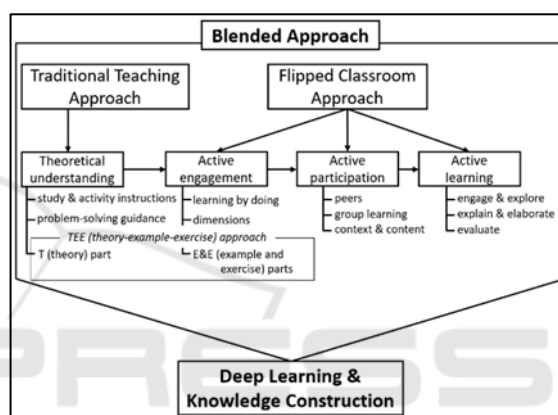 Blended Approach
Traditional Teaching
Approach
Flipped Classroom
Approach
Theoretical
understanding
Active
engagement
Active
participation
Active
learning
study & activity instructions
problem-solving guidance
learning by doing
dimensions
peers
group learning
context & content
engage & explore
explain & elaborate
evaluate
TEE (theory-example-exercise) approach
T (theory) part
E&E (example and
exercise) parts
Deep Learning &
Knowledge Construction
PRESS